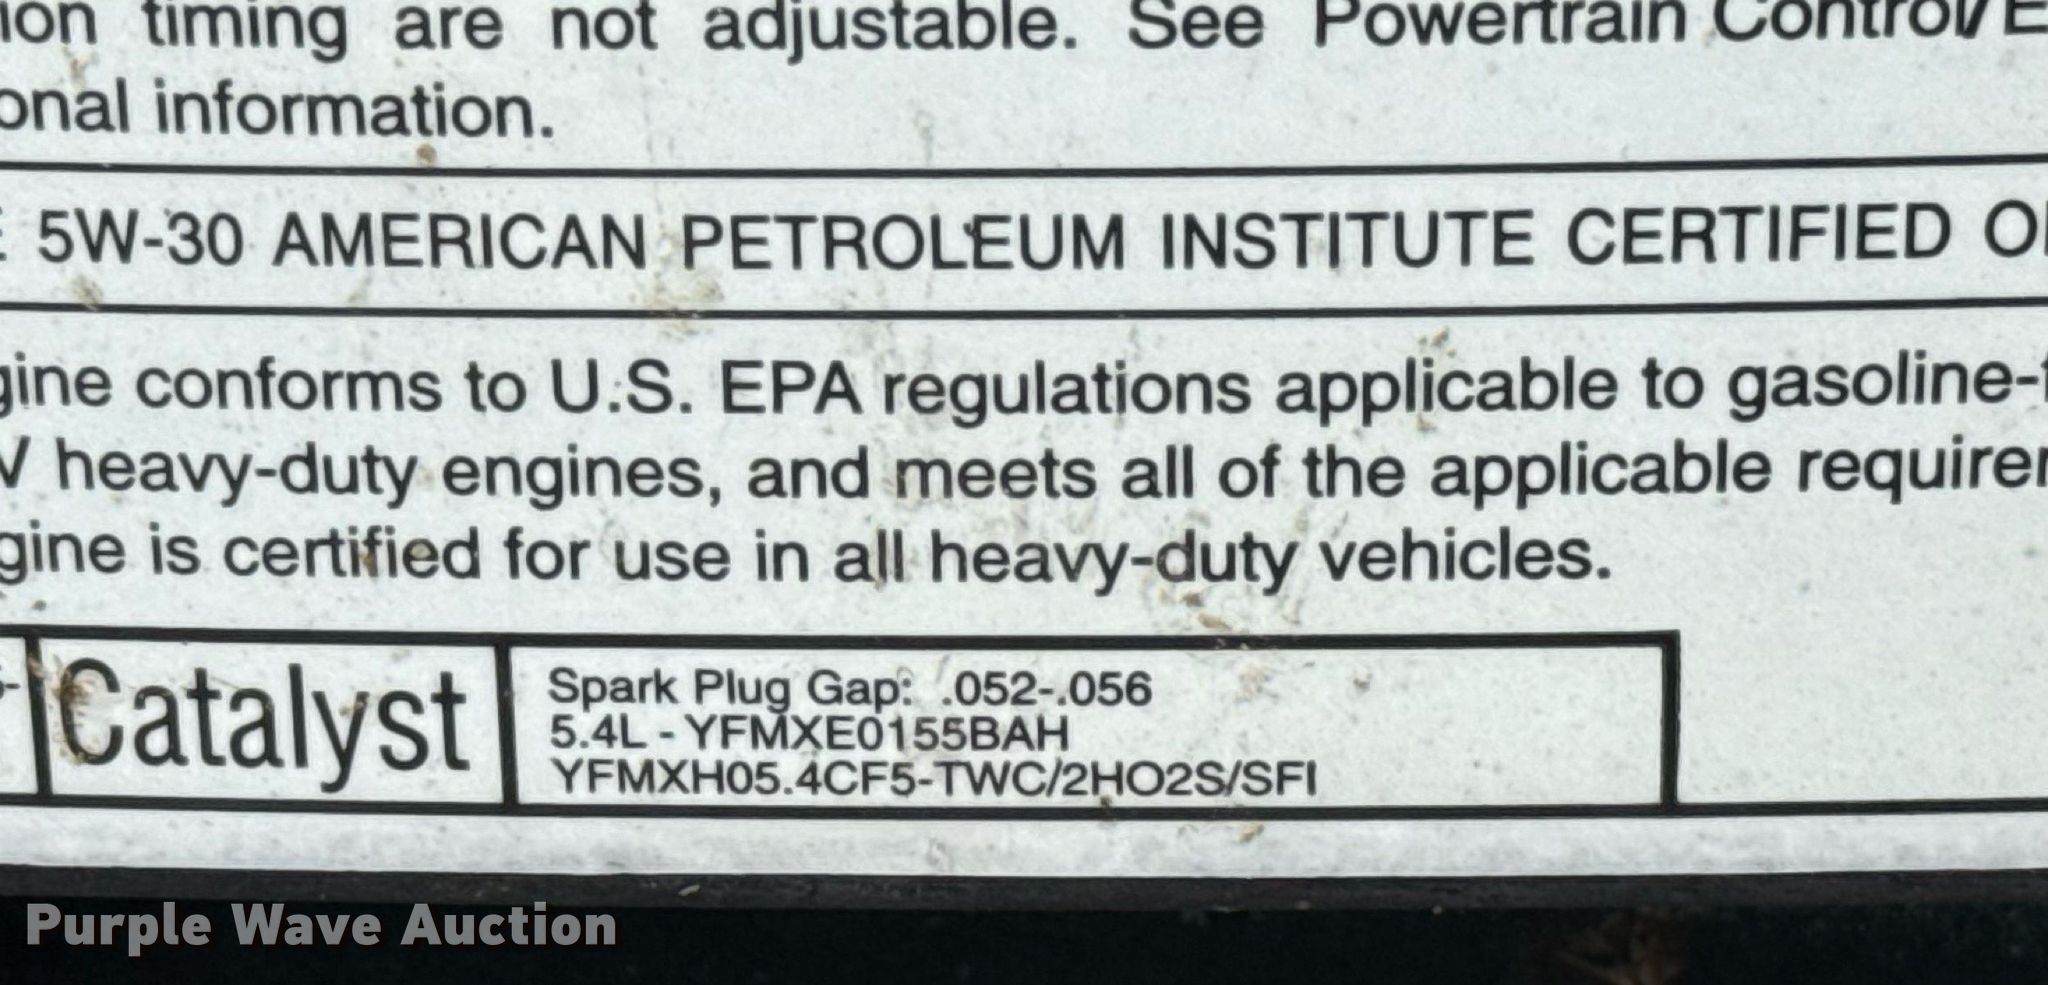 ion timing are not adjustable. See Powertrain Control/E
onal information.
E 5W-30 AMERICAN PETROLEUM INSTITUTE CERTIFIED OI
gine conforms to U.S. EPA regulations applicable to gasoline-f
V heavy-duty engines, and meets all of the applicable requirem
gine is certified for use in all heavy-duty vehicles.
Catalyst
Spark Plug Gap: .052-.056
5.4L - YFMXE0155BAH
YFMXH05.4CF5-TWC/2HO2S/SFI
Purple Wave Auction